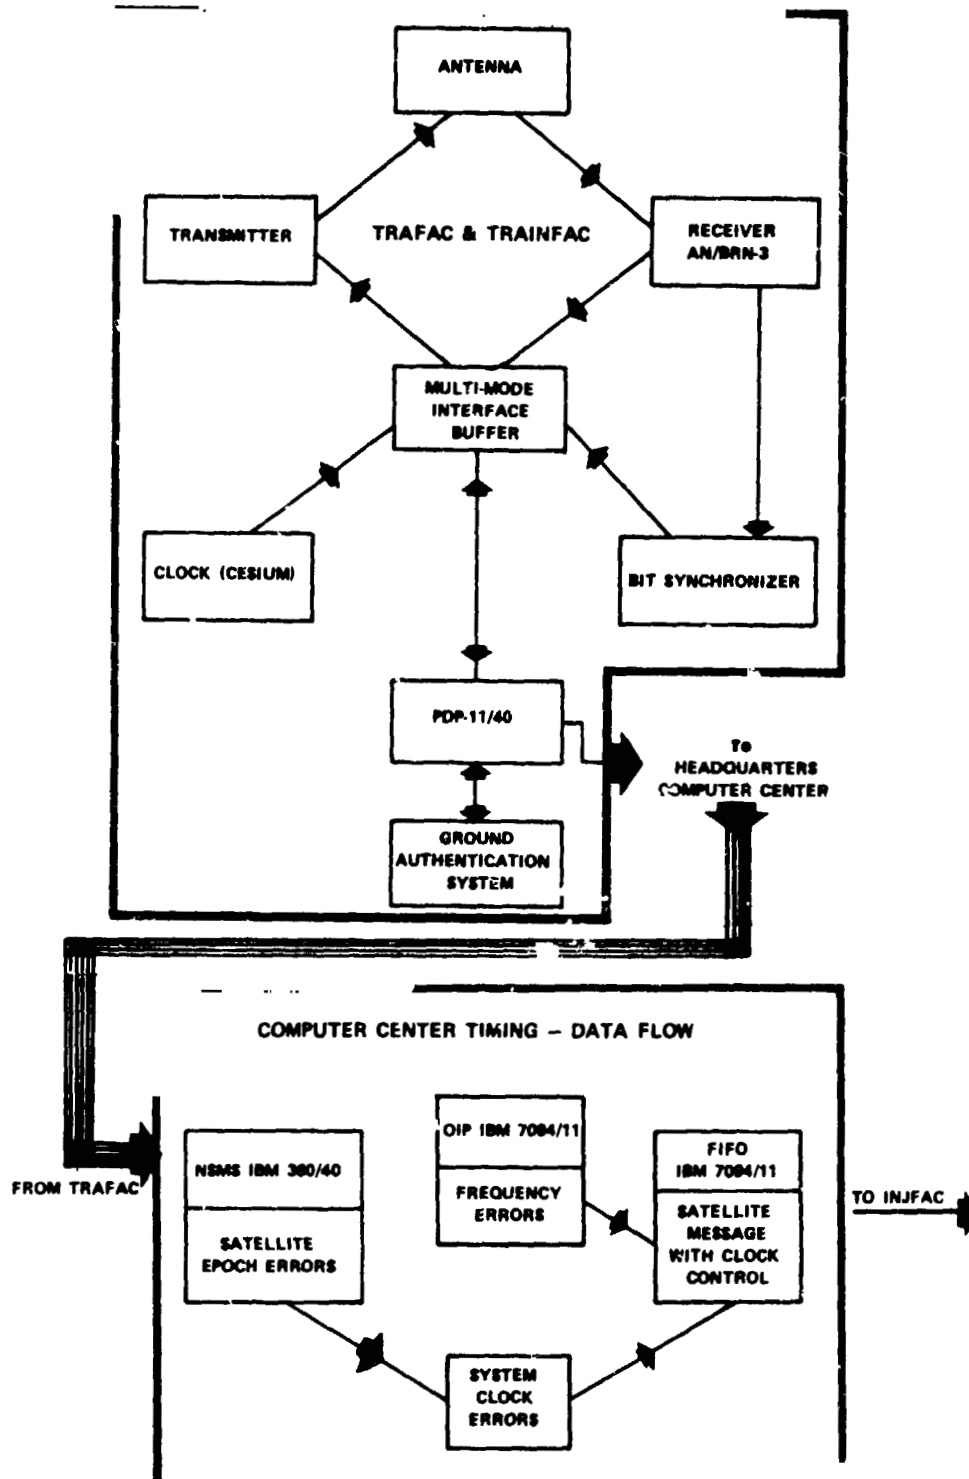 ANTENNA
TRANSMITTER
TRAFAC & TRAINFAC
RECEIVER
AN/BRN-3
MULTI-MODE
INTERFACE
BUFFER
CLOCK (CESIUM)
BIT SYNCHRONIZER
PDP-11/40
To
HEADQUARTERS
COMPUTER CENTER
GROUND
AUTHENTICATION
SYSTEM
COMPUTER CENTER TIMING – DATA FLOW
FROM TRAFAC
NSMS IBM 360/40
SATELLITE
EPOCH ERRORS
OIP IBM 7094/11
FREQUENCY
ERRORS
FIFO
IBM 7094/11
SATELLITE
MESSAGE
WITH CLOCK
CONTROL
TO INJFAC
SYSTEM
CLOCK
ERRORS